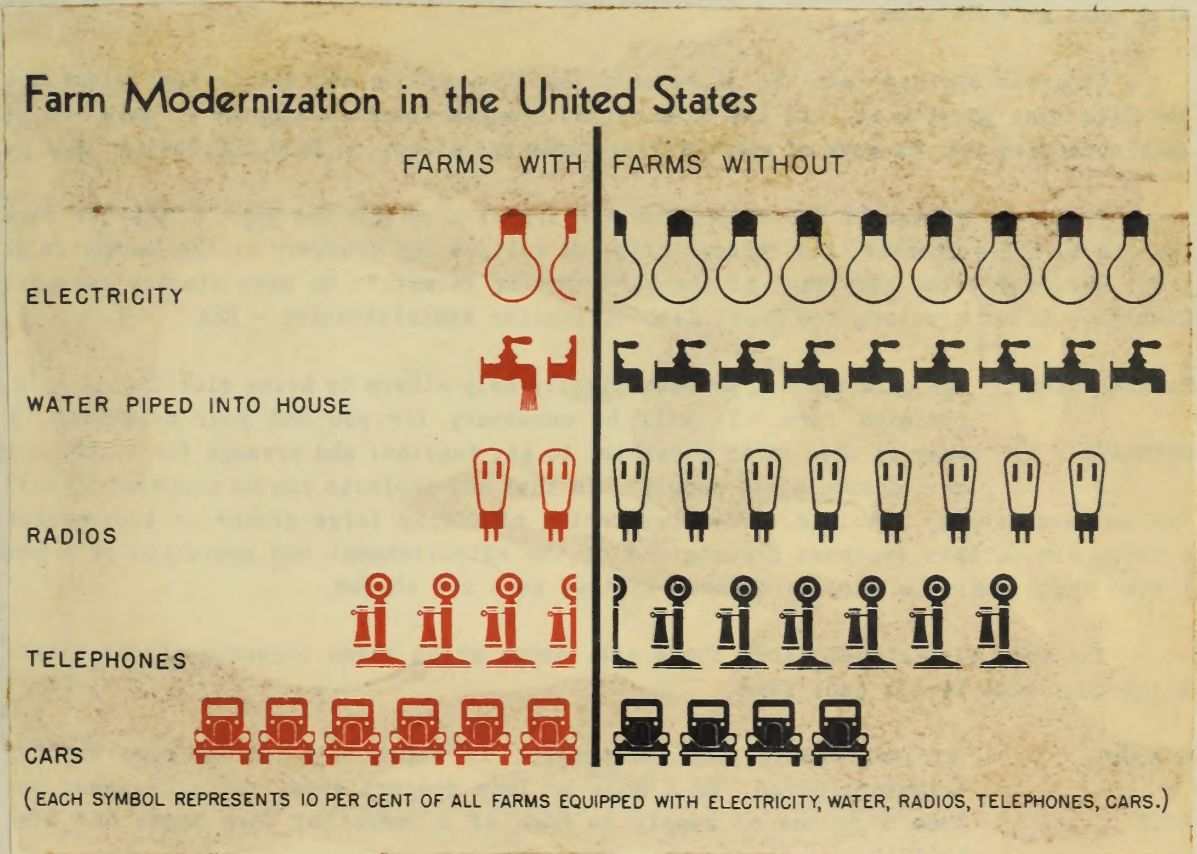 Farm Modernization in the United States
FARMS WITH FARMS WITHOUT
ELECTRICITY
WATER PIPED INTO HOUSE
RADIOS
TELEPHONES
CARS
(EACH SYMBOL REPRESENTS 10 PER CENT OF ALL FARMS EQUIPPED WITH ELECTRICITY, WATER, RADIOS, TELEPHONES, CARS.)